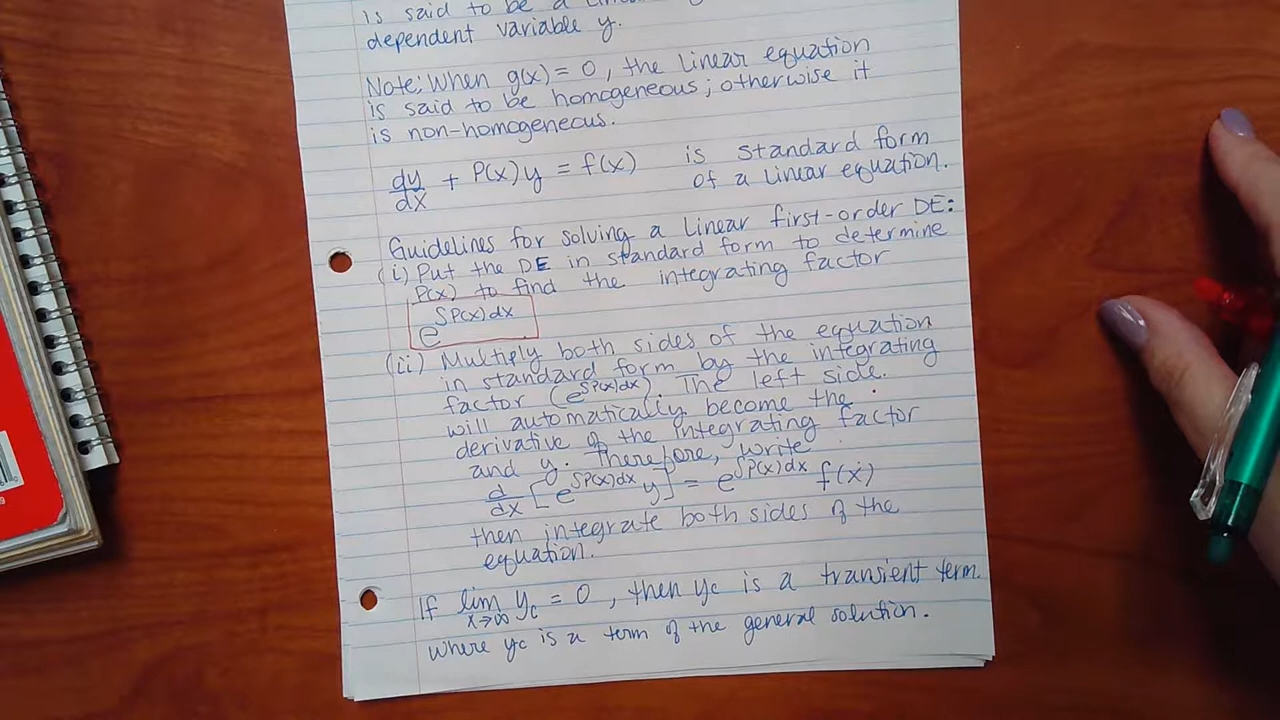 is said to be a linear
dependent variable y.
Note: When g(x) = 0, the linear equation
is said to be homogeneous; otherwise it
is non-homogeneous.
dy/dx + P(x)y = f(x) is standard form
of a linear equation.
Guidelines for solving a linear first-order DE:
(i) Put the DE in standard form to determine
P(x) to find the integrating factor
e^∫P(x)dx
(ii) Multiply both sides of the equation
in standard form by the integrating
factor (e^∫P(x)dx). The left side.
will automatically become the
derivative of the integrating factor
and y. Therefore, write
d/dx [e^∫P(x)dx y] = e^∫P(x)dx f(x)
then integrate both sides of the
equation.
If lim x→∞ yc = 0, then yc is a transient term.
where yc is a term of the general solution.